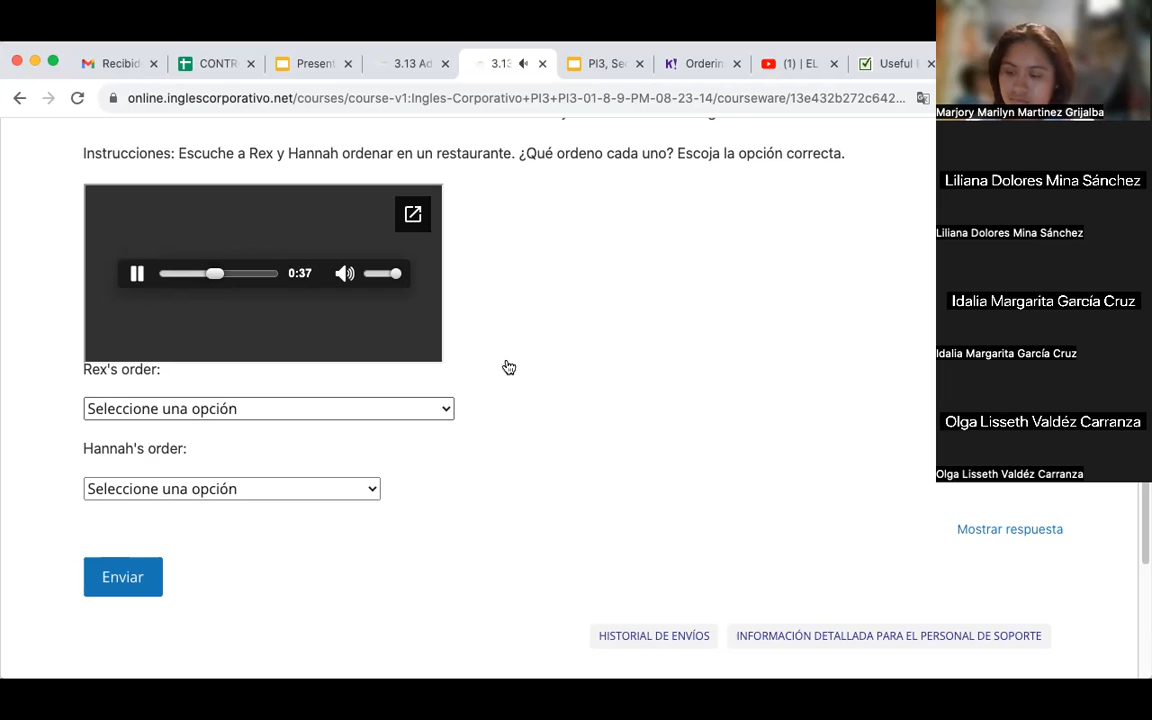 Recibid
CONTR
Present
3.13 Ad
3.13
PI3, Se
Orderin
(1) | EL
Useful
online.inglescorporativo.net/courses/course-v1:Ingles-Corporativo+PI3+PI3-01-8-9-PM-08-23-14/courseware/13e432b272c642...
Instrucciones: Escuche a Rex y Hannah ordenar en un restaurante. ¿Qué ordeno cada uno? Escoja la opción correcta.
0:37
Rex's order:
Seleccione una opción
Hannah's order:
Seleccione una opción
Mostrar respuesta
Enviar
HISTORIAL DE ENVÍOS
INFORMACIÓN DETALLADA PARA EL PERSONAL DE SOPORTE
Marjory Marilyn Martinez Grijalba
Liliana Dolores Mina Sánchez
Liliana Dolores Mina Sánchez
Idalia Margarita García Cruz
Idalia Margarita García Cruz
Olga Lisseth Valdéz Carranza
Olga Lisseth Valdéz Carranza